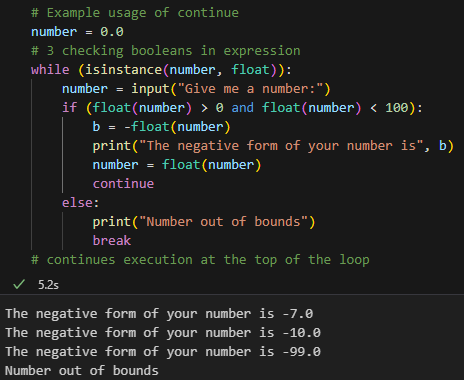 # Example usage of continue
number = 0.0
# 3 checking booleans in expression
while (isinstance(number, float)):
    number = input("Give me a number:")
    if (float(number) > 0 and float(number) < 100):
        b = -float(number)
        print("The negative form of your number is", b)
        number = float(number)
        continue
    else:
        print("Number out of bounds")
        break
# continues execution at the top of the loop
✓ 5.2s
The negative form of your number is -7.0
The negative form of your number is -10.0
The negative form of your number is -99.0
Number out of bounds